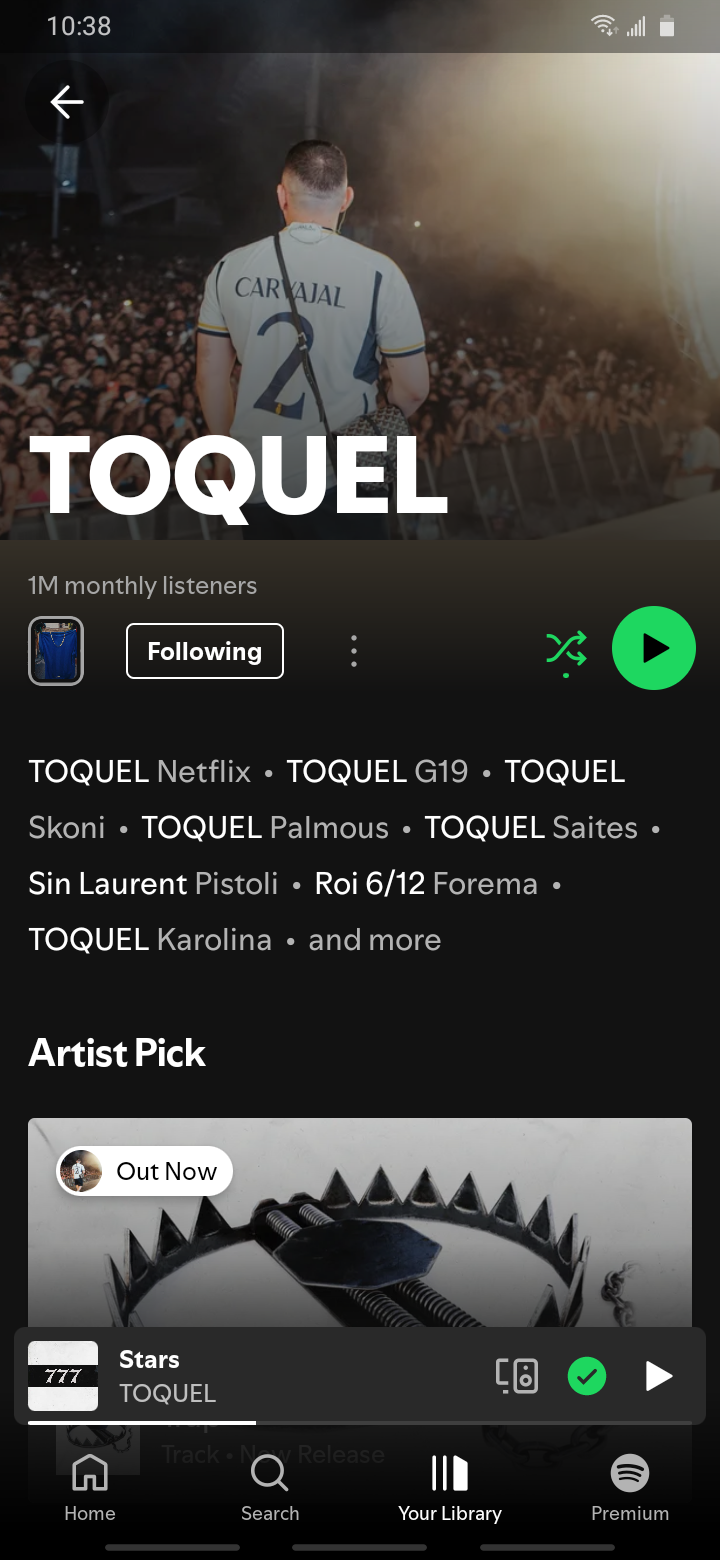 10:38
CARVAJAL
2
TOQUEL
1M monthly listeners
Following
TOQUEL Netflix • TOQUEL G19 • TOQUEL
Skoni • TOQUEL Palmous • TOQUEL Saites •
Sin Laurent Pistoli • Roi 6/12 Forema •
TOQUEL Karolina • and more
Artist Pick
Out Now
777
Stars
TOQUEL
Track • New Release
Home
Search
Your Library
Premium